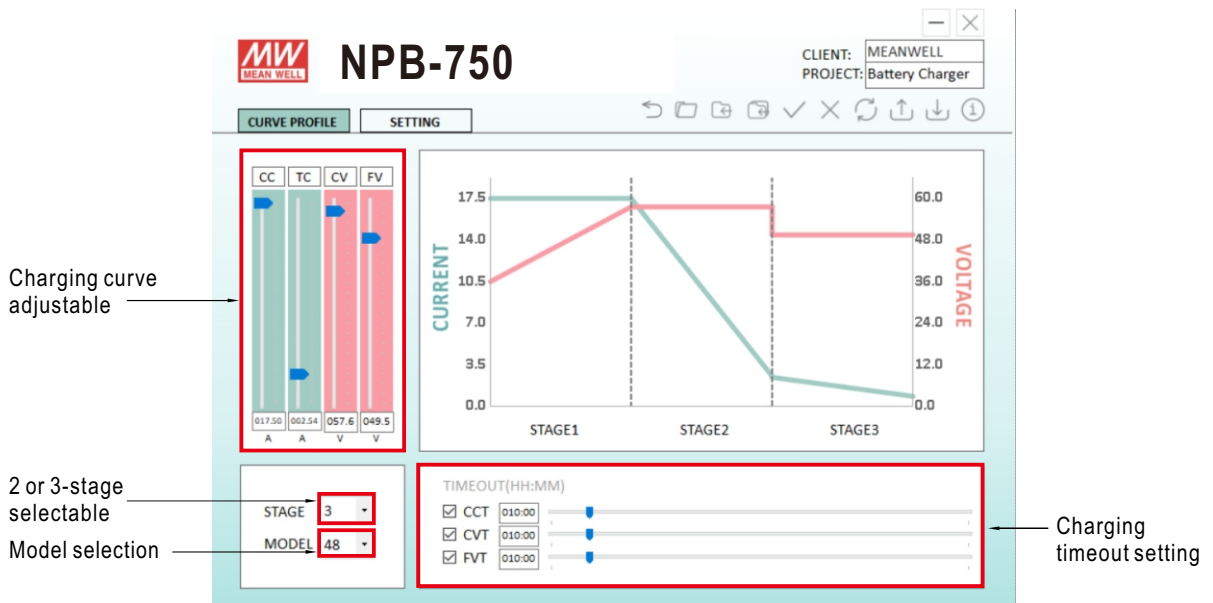 MW
MEAN WELL
NPB-750
CLIENT: MEANWELL
PROJECT: Battery Charger
CURVE PROFILE SETTING
CC TC CV FV
017.50 002.54 057.6 049.5
A A V V
Charging curve
adjustable
CURRENT
17.5
14.0
10.5
7.0
3.5
0.0
60.0
48.0
36.0
24.0
12.0
0.0
VOLTAGE
STAGE1 STAGE2 STAGE3
2 or 3-stage
selectable
Model selection
STAGE 3
MODEL 48
TIMEOUT(HH:MM)
CCT 010:00
CVT 010:00
FVT 010:00
Charging
timeout setting